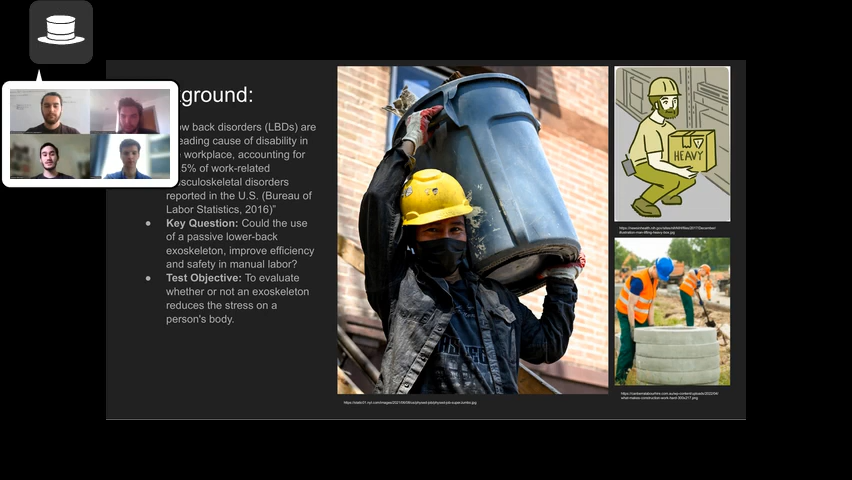 ground:
ow back disorders (LBDs) are
eading cause of disability in
workplace, accounting for
5% of work-related
usculoskeletal disorders
reported in the U.S. (Bureau of
Labor Statistics, 2016)"
● Key Question: Could the use
of a passive lower-back
exoskeleton, improve efficiency
and safety in manual labor?
● Test Objective: To evaluate
whether or not an exoskeleton
reduces the stress on a
person's body.
HEAVY